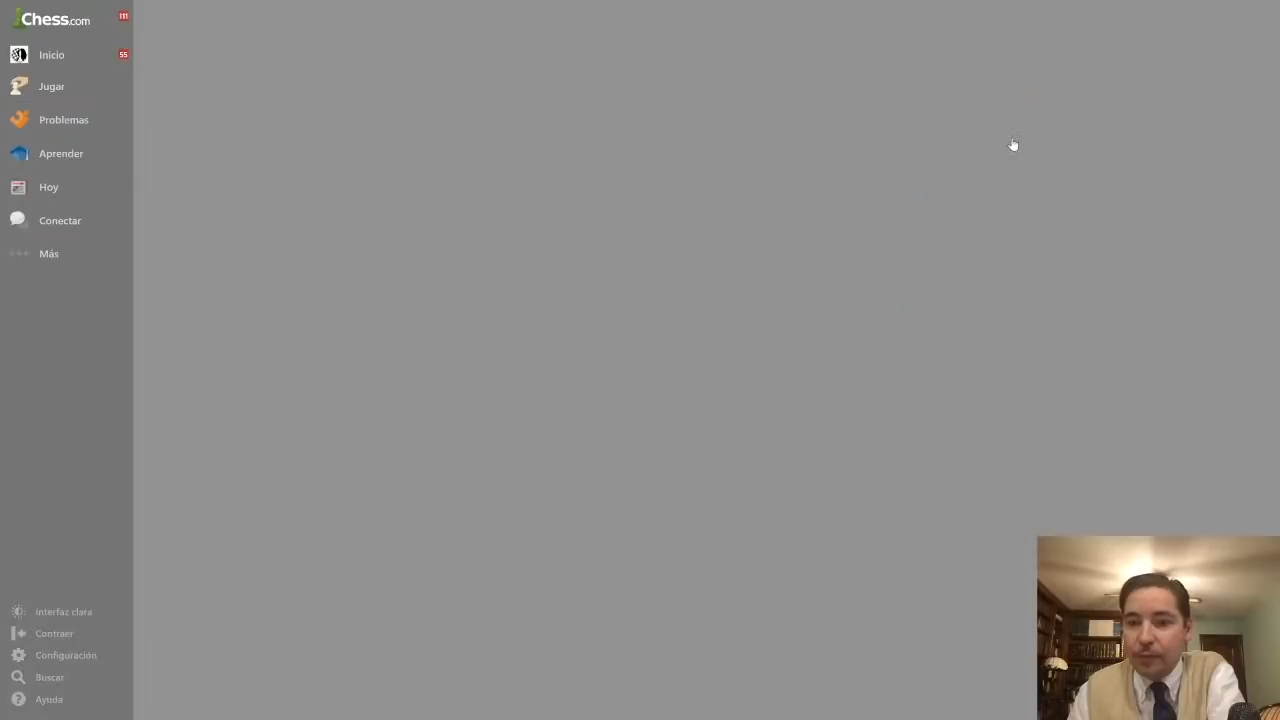 Chess.com
111
Inicio
55
Jugar
Problemas
Aprender
Hoy
Conectar
Más
Interfaz clara
Contraer
Configuración
Buscar
Ayuda